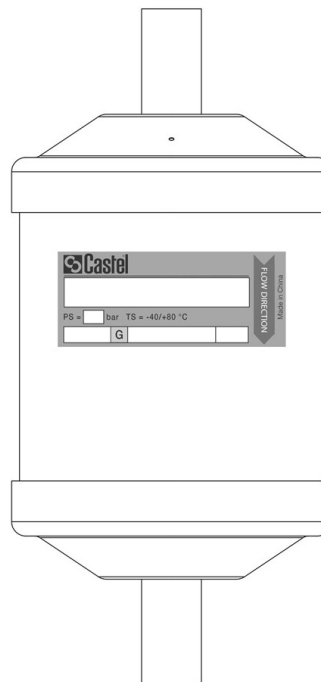 Castel
PS = bar TS = -40/+80 °C
G
FLOW DIRECTION
Made in China